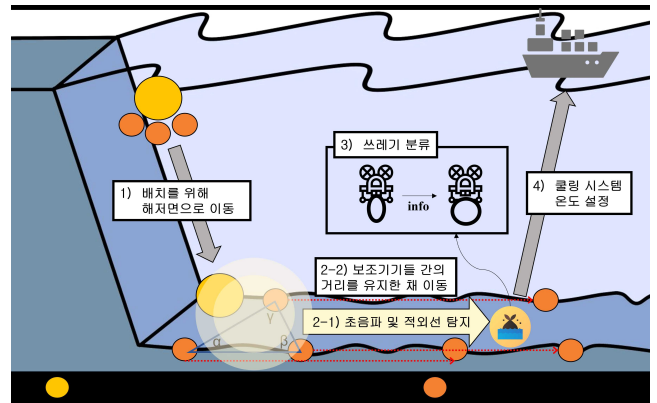 3) 쓰레기 분류
info
1) 배치를 위해
해저면으로 이동
4) 쿨링 시스템
온도 설정
2-2) 보조기기들 간의
거리를 유지한 채 이동
2-1) 초음파 및 적외선 탐지
γ
α
β